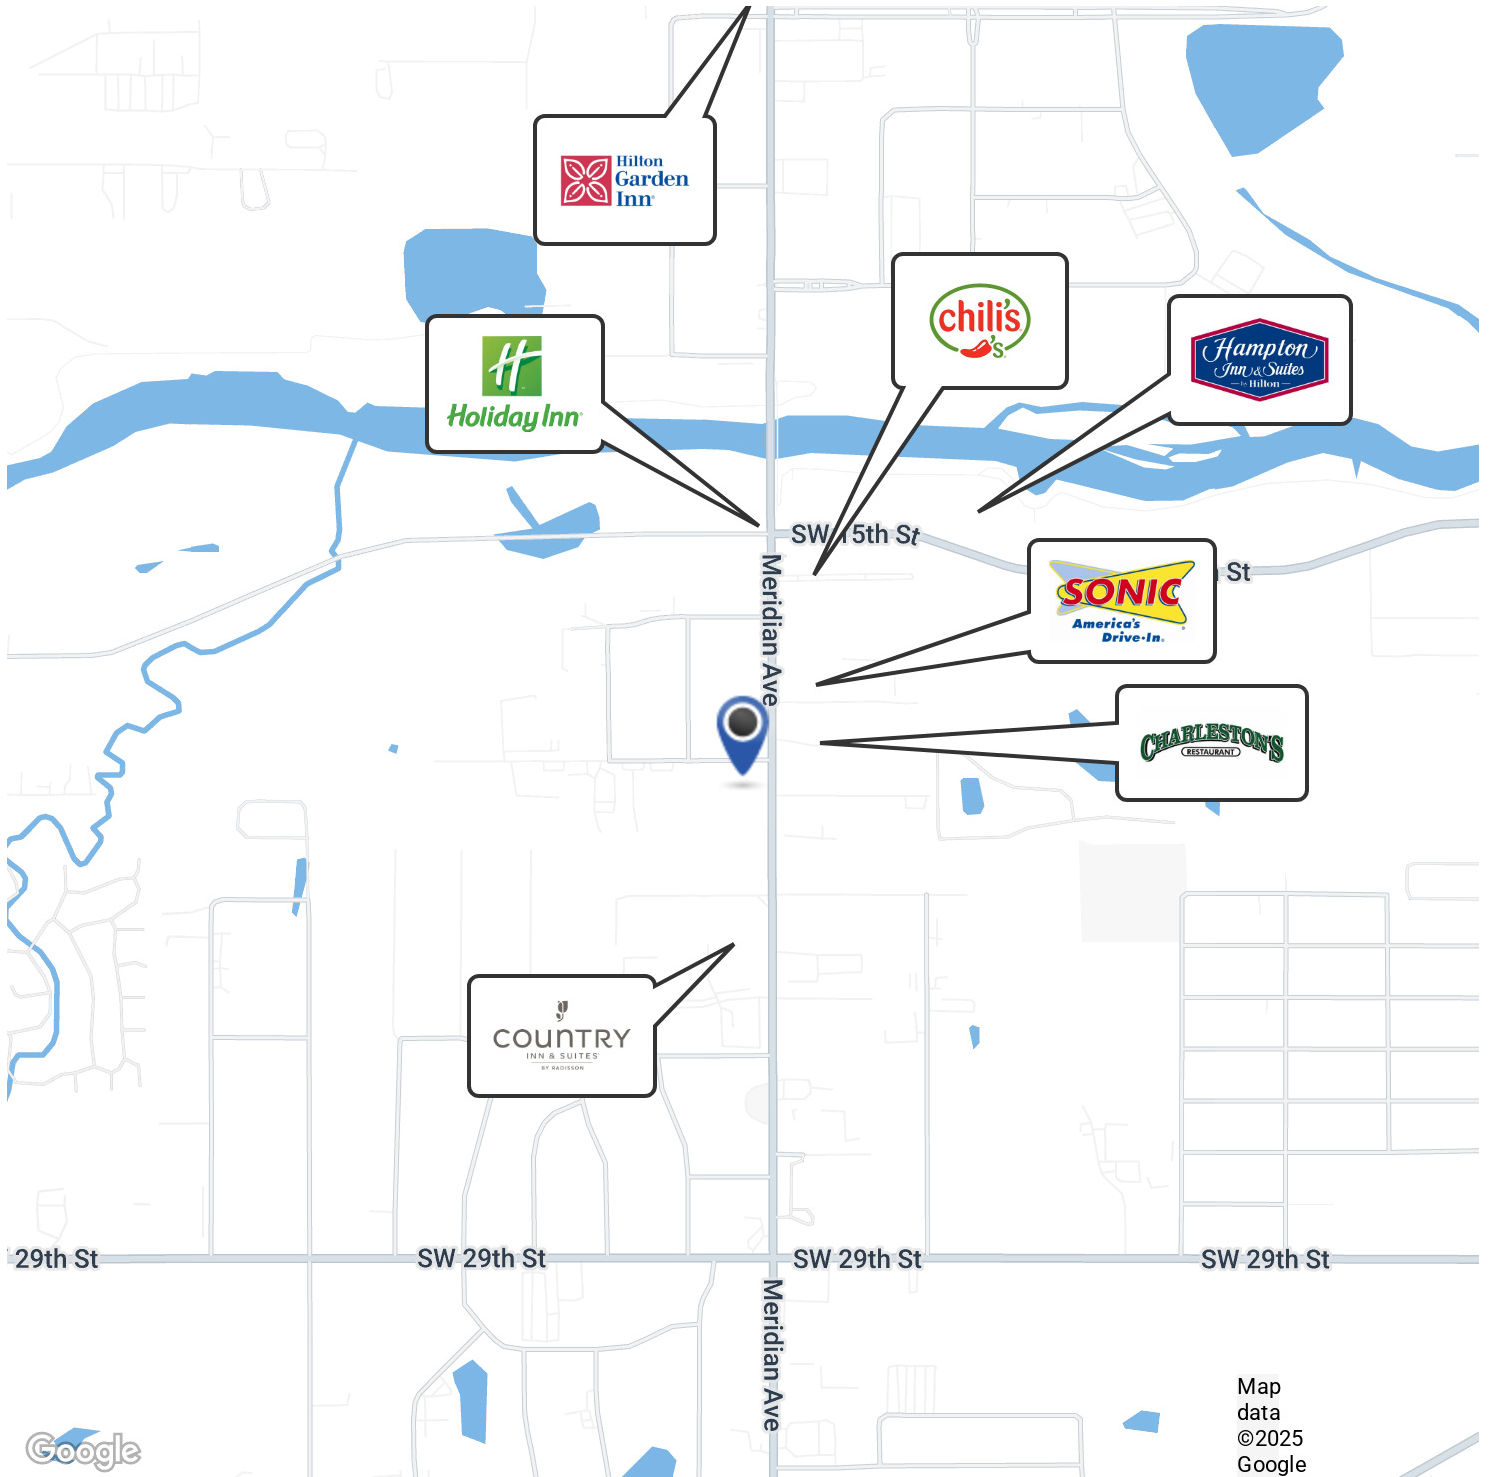 Hilton
Garden
Inn
chili's
's
Hampton
Inn & Suites
by Hilton
H
Holiday Inn
SW 15th St
St
SONIC
America's
Drive-In
Meridian Ave
CHARLESTON'S
RESTAURANT
COUNTRY
INN & SUITES
BY RADISSON
29th St
SW 29th St
SW 29th St
SW 29th St
Meridian Ave
Map
data
©2025
Google
Google